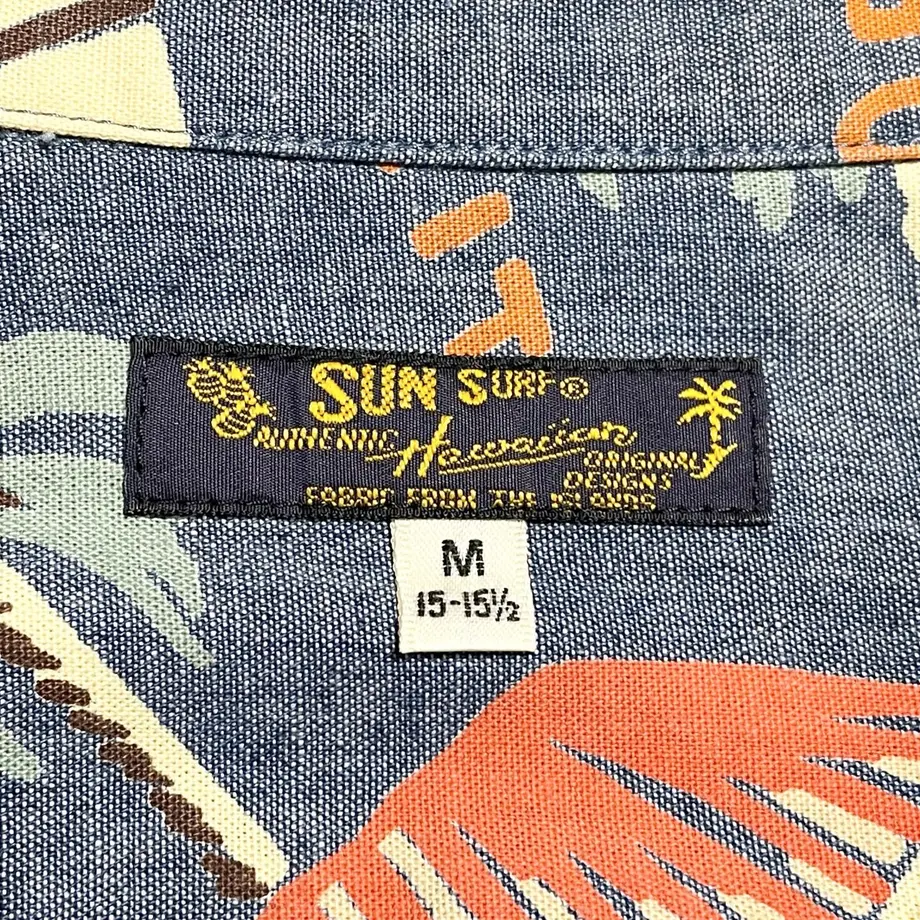 SUN SURF®
AUTHENTIC Hawaiian ORIGINAL
DESIGNS
FABRIC FROM THE ISLANDS
M
15-15½